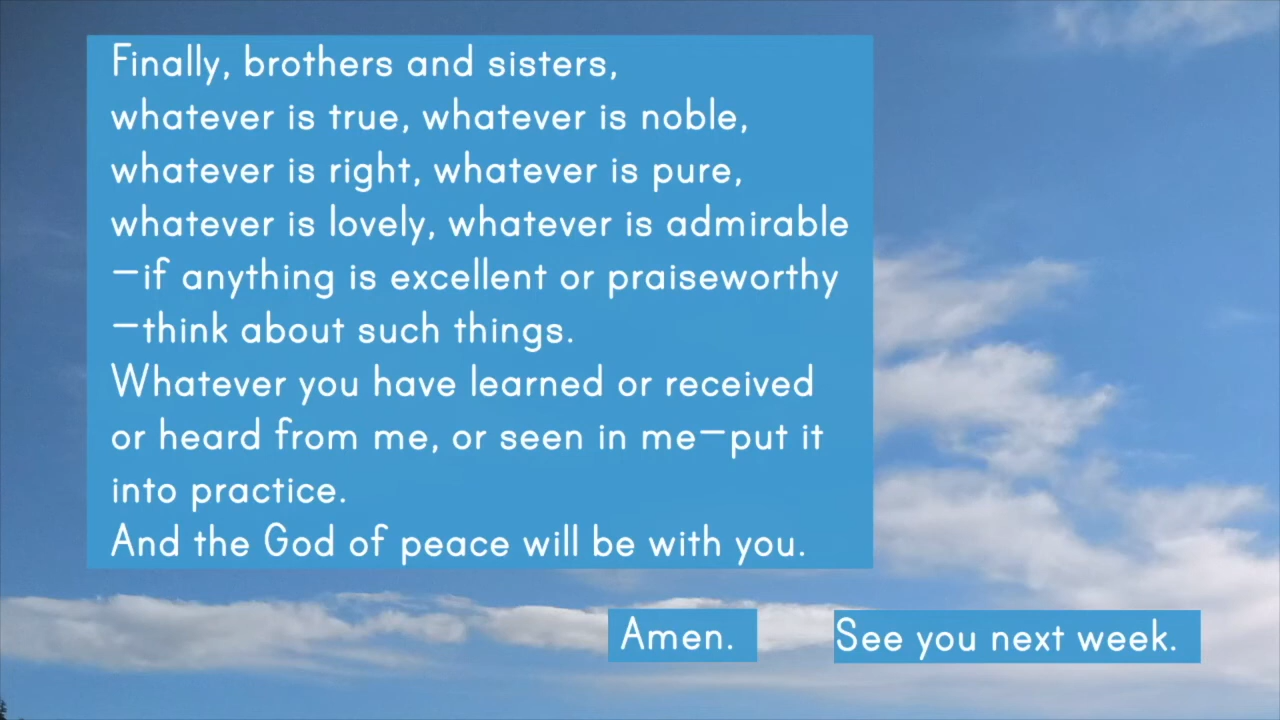 Finally, brothers and sisters,
whatever is true, whatever is noble,
whatever is right, whatever is pure,
whatever is lovely, whatever is admirable
—if anything is excellent or praiseworthy
—think about such things.
Whatever you have learned or received
or heard from me, or seen in me—put it
into practice.
And the God of peace will be with you.
Amen. See you next week.